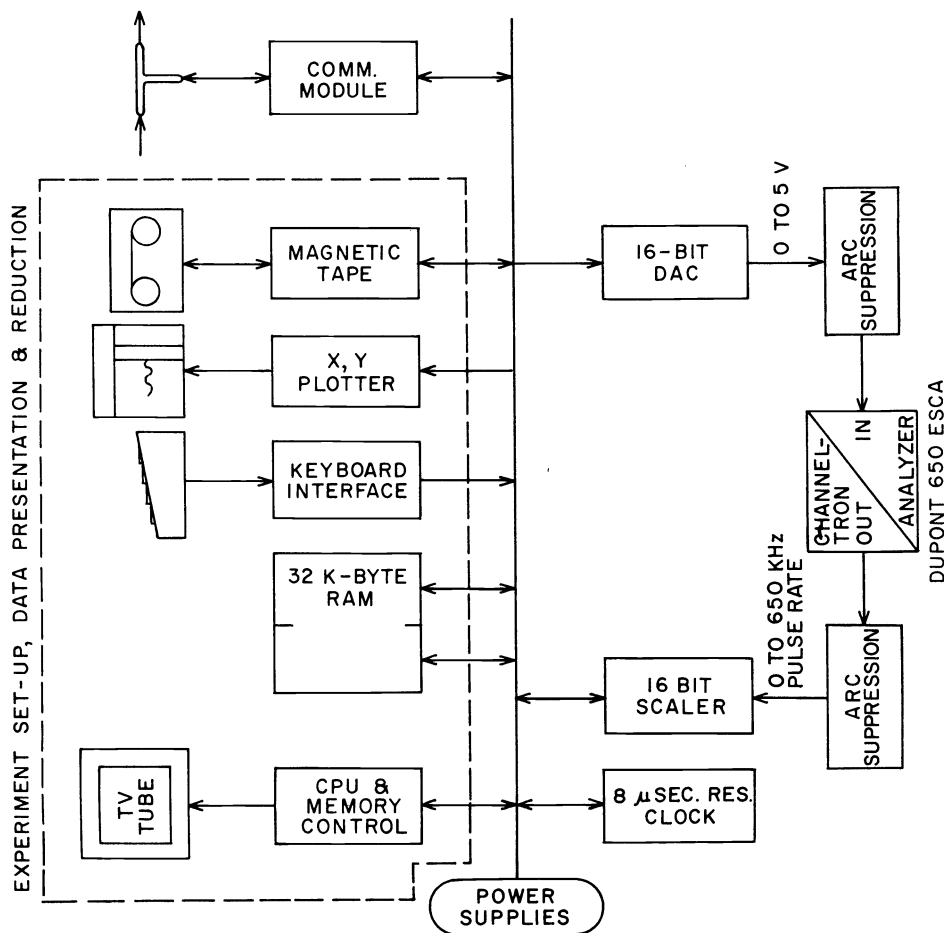 EXPERIMENT SET-UP, DATA PRESENTATION & REDUCTION
COMM.
MODULE
MAGNETIC
TAPE
X, Y
PLOTTER
KEYBOARD
INTERFACE
32 K-BYTE
RAM
TV
TUBE
CPU &
MEMORY
CONTROL
POWER
SUPPLIES
16-BIT
DAC
0 TO 5 V
ARC
SUPPRESSION
CHANNEL-
TRON
OUT
IN
ANALYZER
DUPONT 650 ESCA
0 TO 650 KHz
PULSE RATE
ARC
SUPPRESSION
16 BIT
SCALER
8 μSEC. RES.
CLOCK